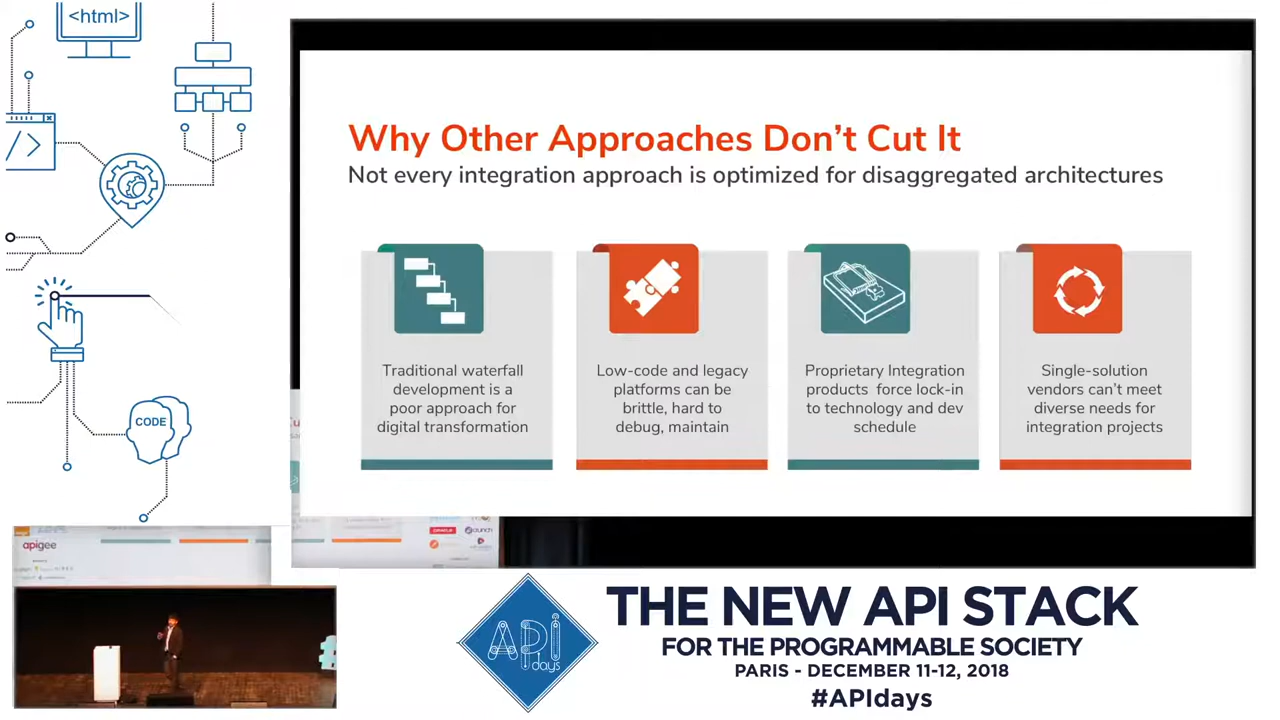 <html>
</>
CODE
Why Other Approaches Don't Cut It
Not every integration approach is optimized for disaggregated architectures
Traditional waterfall
development is a
poor approach for
digital transformation
Low-code and legacy
platforms can be
brittle, hard to
debug, maintain
Proprietary Integration
products force lock-in
to technology and dev
schedule
Single-solution
vendors can't meet
diverse needs for
integration projects
apigee
ORACLE
API
days
THE NEW API STACK
FOR THE PROGRAMMABLE SOCIETY
PARIS - DECEMBER 11-12, 2018
#APIdays